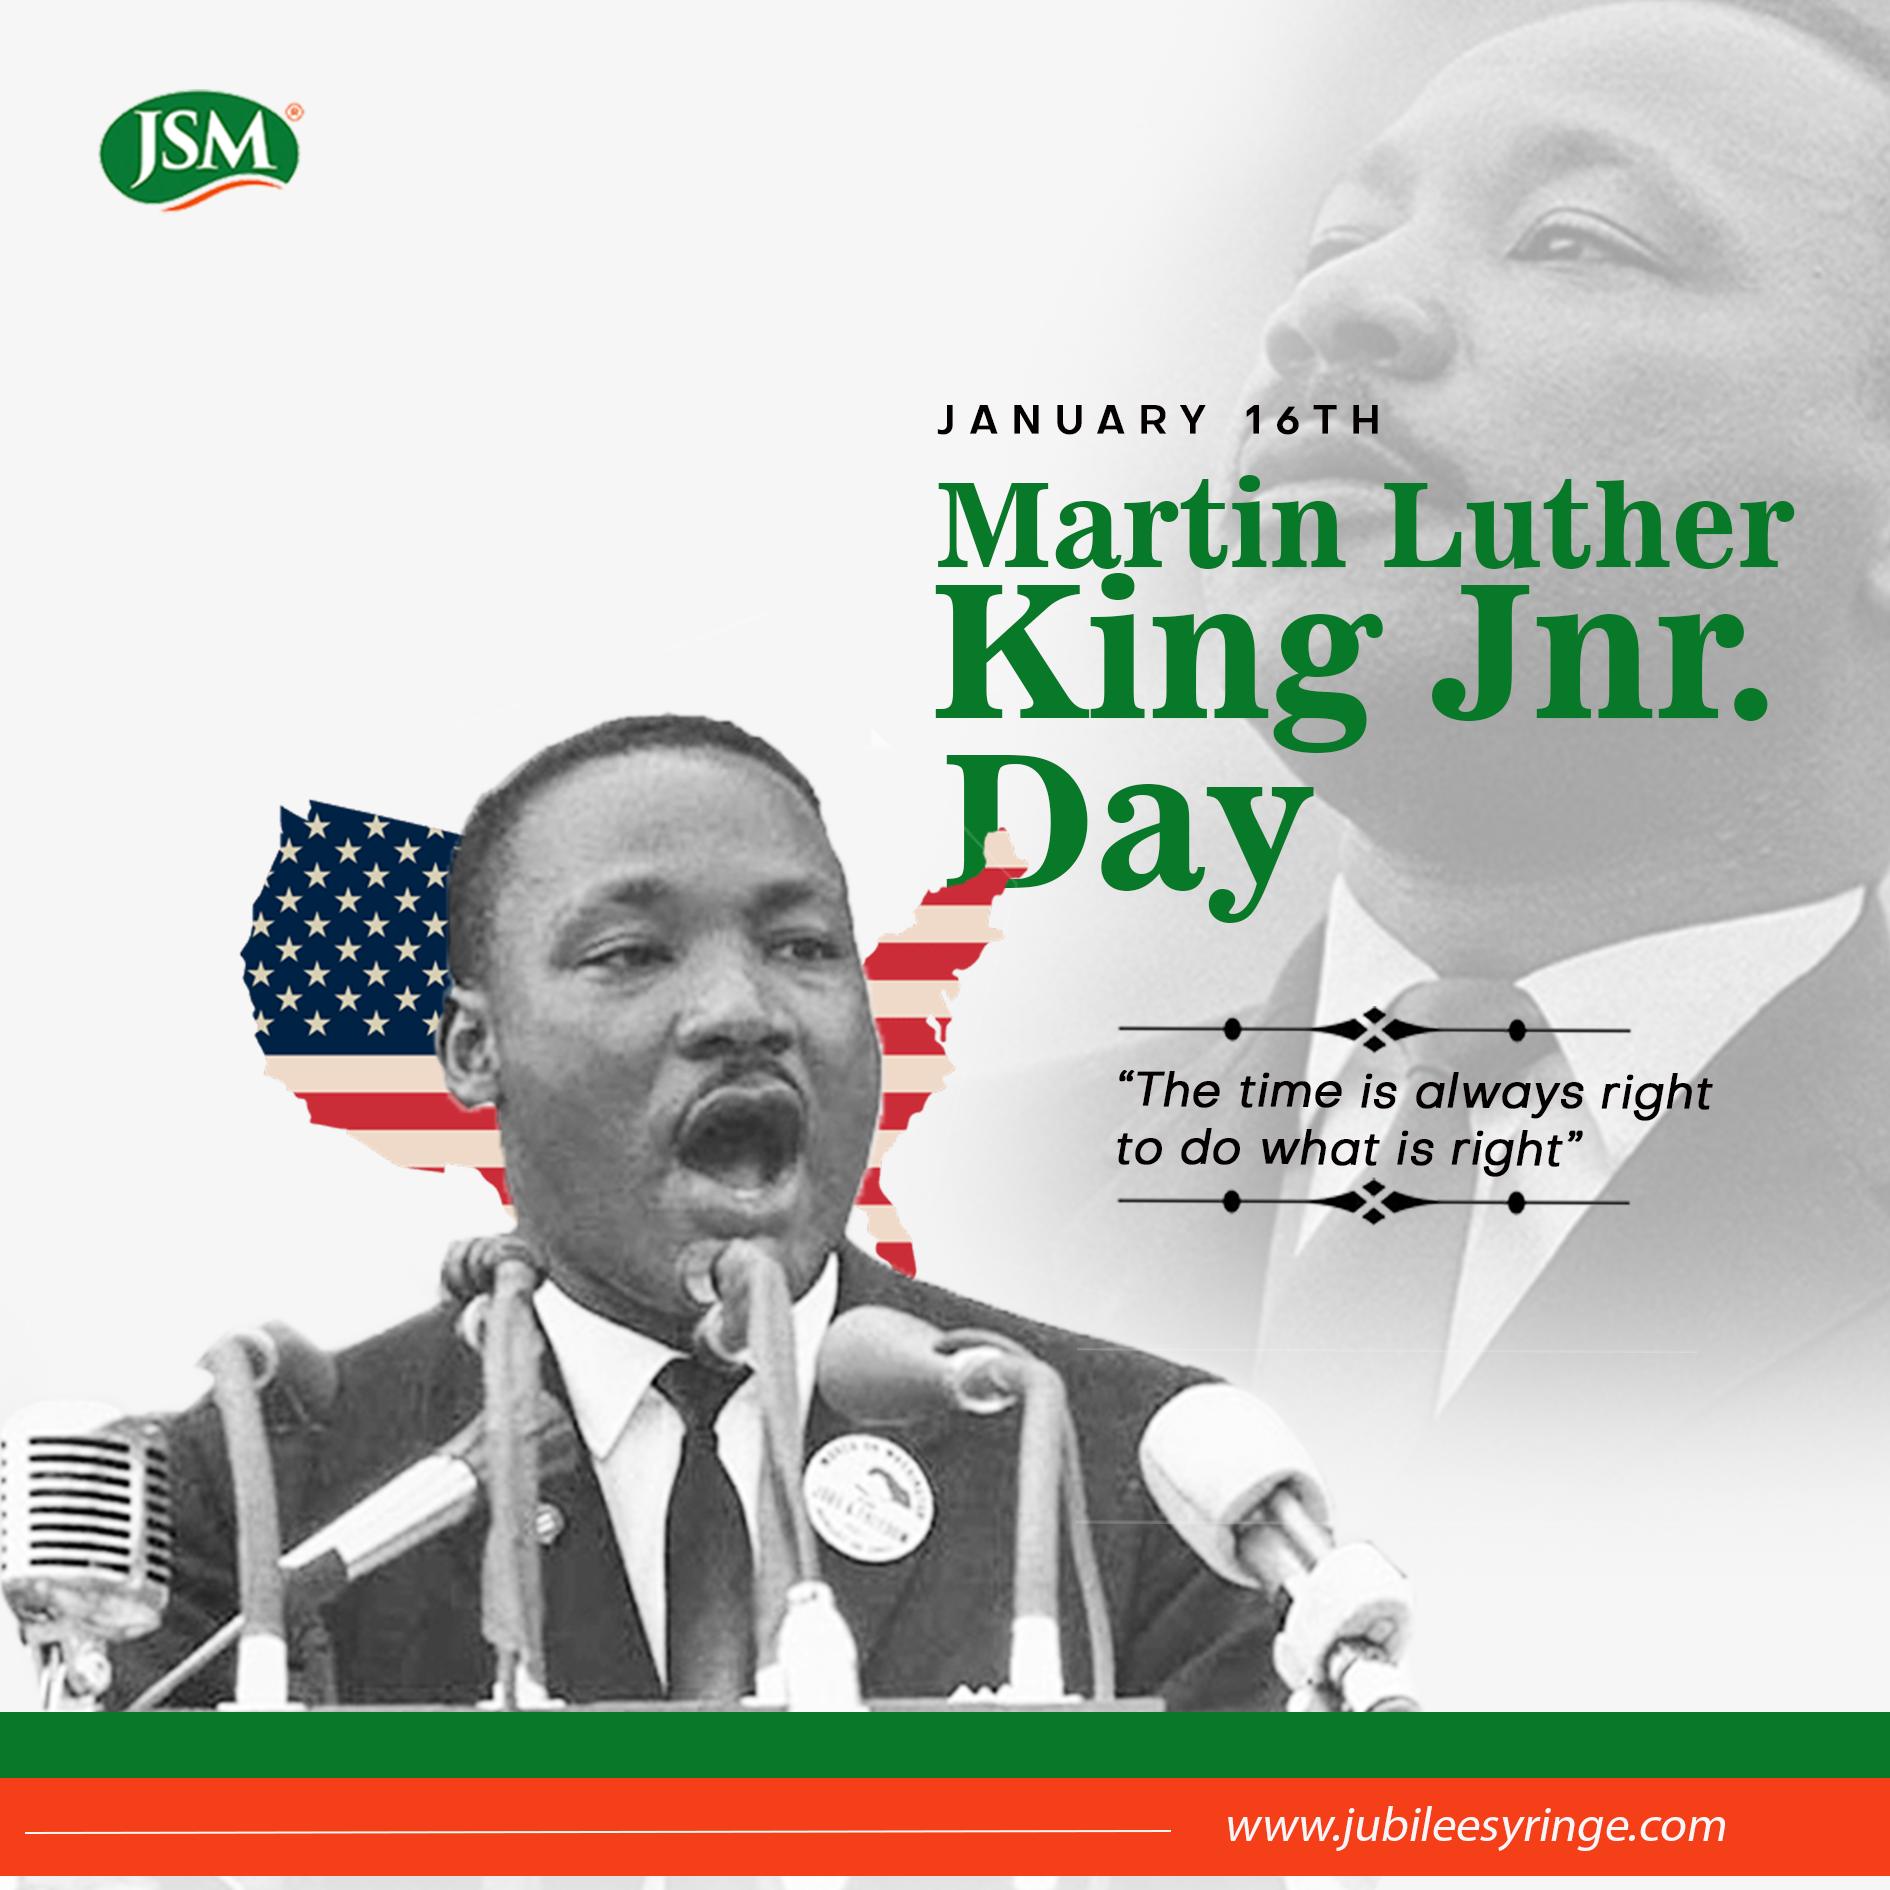 JSM
®
JANUARY 16TH
Martin Luther
King Jnr.
Day
“The time is always right
to do what is right”
www.jubileesyringe.com